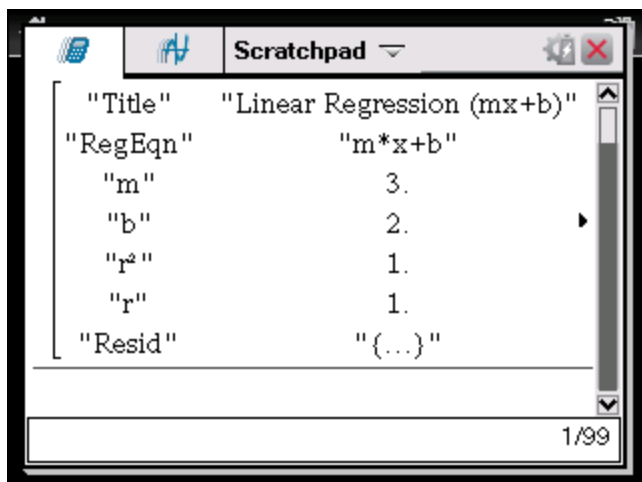 Scratchpad
"Title" "Linear Regression (mx+b)"
"RegEqn" "m*x+b"
"m" 3.
"b" 2.
"r²" 1.
"r" 1.
"Resid" "{...}"
1/99